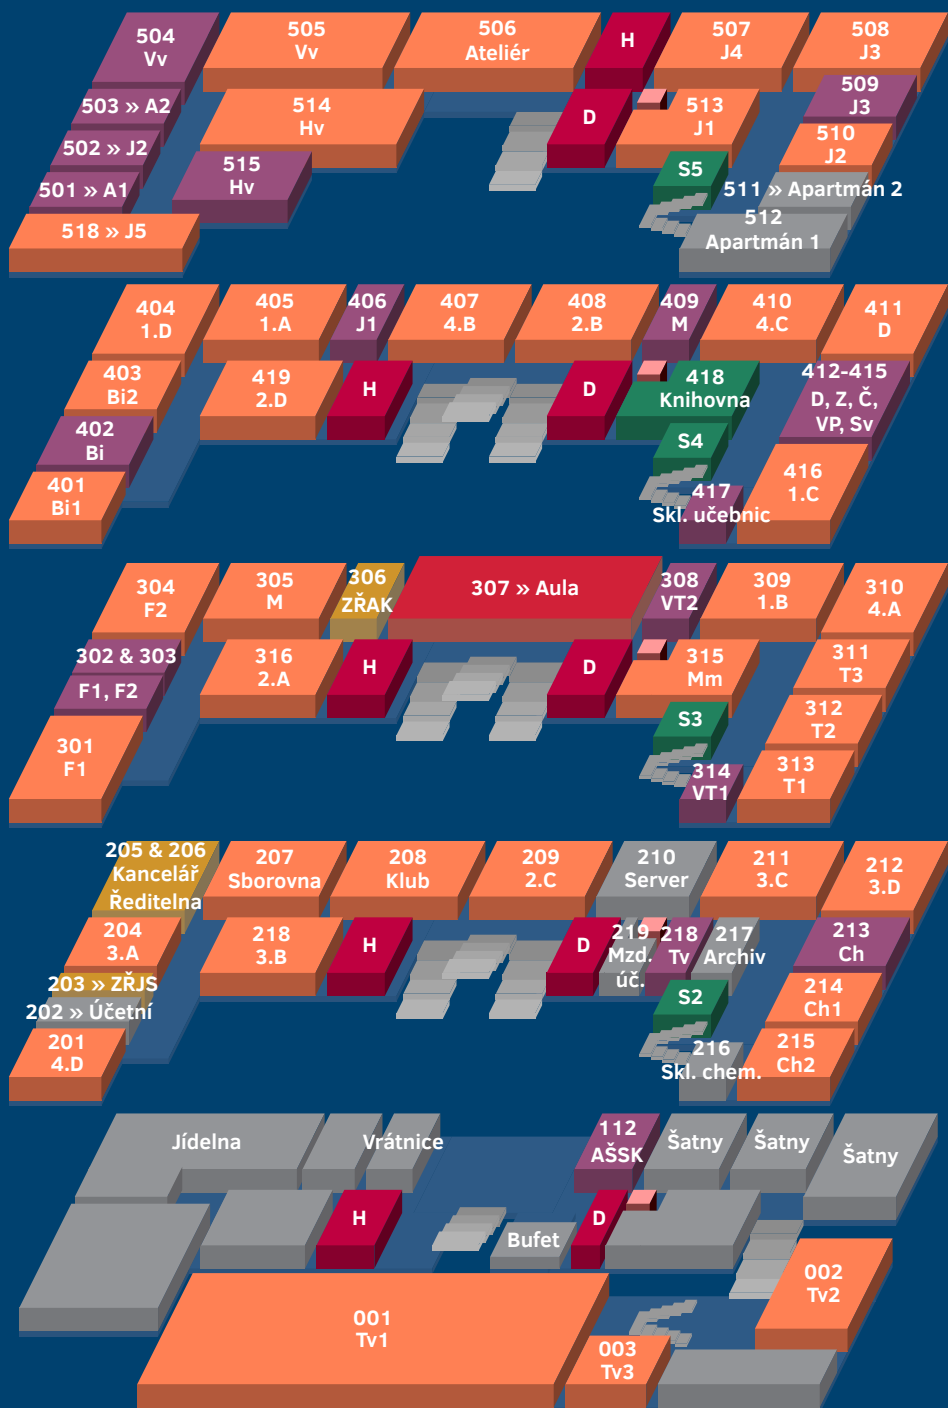 504
Vv
505
Vv
506
Ateliér
H
507
J4
508
J3
503 » A2
514
Hv
D
513
J1
509
J3
502 » J2
510
J2
515
Hv
S5
501 » A1
511 » Apartmán 2
518 » J5
512
Apartmán 1
404
1.D
405
1.A
406
J1
407
4.B
408
2.B
409
M
410
4.C
411
D
403
Bi2
419
2.D
H
D
418
Knihovna
412-415
D, Z, Č,
VP, Sv
402
Bi
S4
401
Bi1
417
Skl. učebnic
416
1.C
304
F2
305
M
306
ZŘAK
307 » Aula
308
VT2
309
1.B
310
4.A
302 & 303
F1, F2
316
2.A
H
D
315
Mm
311
T3
S3
312
T2
301
F1
314
VT1
313
T1
205 & 206
Kancelář
Ředitelna
207
Sborovna
208
Klub
209
2.C
210
Server
211
3.C
212
3.D
204
3.A
218
3.B
H
D
219
Mzd.
úč.
218
Tv
217
Archiv
213
Ch
203 » ZŘJS
202 » Účetní
S2
214
Ch1
201
4.D
216
Skl. chem.
215
Ch2
Jídelna
Vrátnice
112
AŠSK
Šatny
Šatny
Šatny
H
Bufet
D
002
Tv2
001
Tv1
003
Tv3